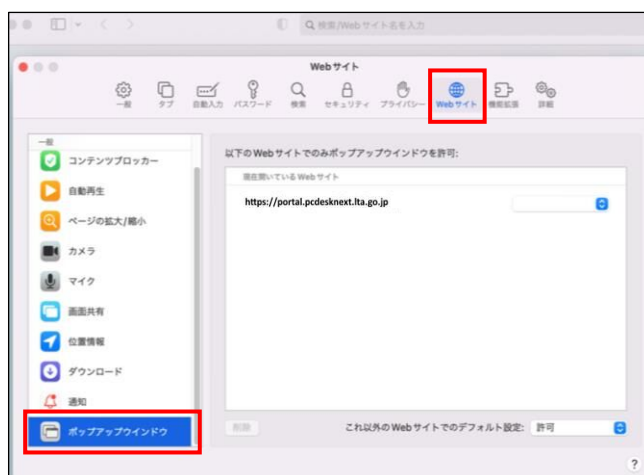 検索/Webサイト名を入力
Webサイト
一般 タブ 自動入力 パスワード 検索 セキュリティ プライバシー Webサイト 機能拡張 詳細
一般
コンテンツブロッカー
自動再生
ページの拡大/縮小
カメラ
マイク
画面共有
位置情報
ダウンロード
通知
ポップアップウインドウ
以下のWebサイトでのみポップアップウインドウを許可:
現在開いているWebサイト
https://portal.pcdesknext.lta.go.jp
削除 これ以外のWebサイトでのデフォルト設定: 許可
?